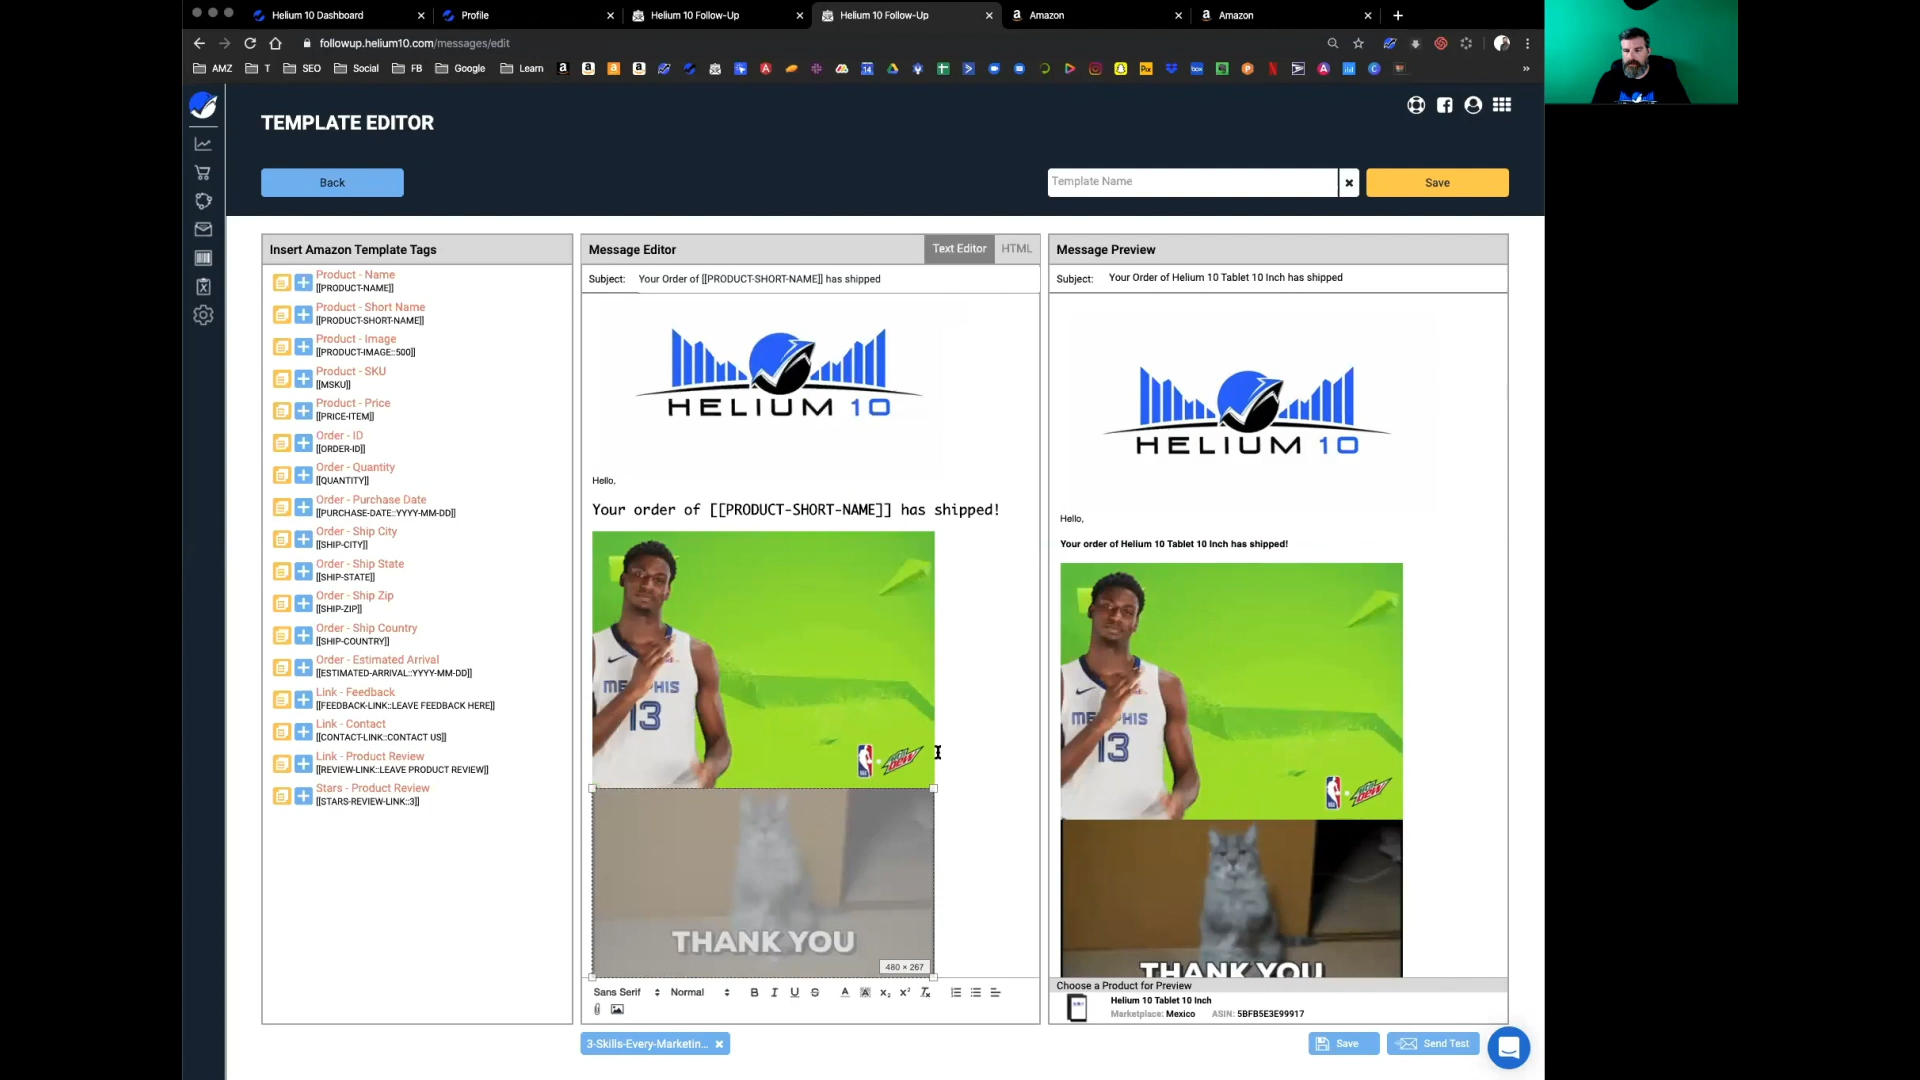 Helium 10 Dashboard
Profile
Helium 10 Follow-Up
Helium 10 Follow-Up
Amazon
Amazon
followup.helium10.com/messages/edit
AMZ
T
SEO
Social
FB
Google
Learn
TEMPLATE EDITOR
Back
Template Name
Save
Insert Amazon Template Tags
Product - Name
[[PRODUCT-NAME]]
Product - Short Name
[[PRODUCT-SHORT-NAME]]
Product - Image
[[PRODUCT-IMAGE::500]]
Product - SKU
[[MSKU]]
Product - Price
[[PRICE-ITEM]]
Order - ID
[[ORDER-ID]]
Order - Quantity
[[QUANTITY]]
Order - Purchase Date
[[PURCHASE-DATE::YYYY-MM-DD]]
Order - Ship City
[[SHIP-CITY]]
Order - Ship State
[[SHIP-STATE]]
Order - Ship Zip
[[SHIP-ZIP]]
Order - Ship Country
[[SHIP-COUNTRY]]
Order - Estimated Arrival
[[ESTIMATED-ARRIVAL::YYYY-MM-DD]]
Link - Feedback
[[FEEDBACK-LINK::LEAVE FEEDBACK HERE]]
Link - Contact
[[CONTACT-LINK::CONTACT US]]
Link - Product Review
[[REVIEW-LINK::LEAVE PRODUCT REVIEW]]
Stars - Product Review
[[STARS-REVIEW-LINK::3]]
Message Editor
Text Editor
HTML
Subject: Your Order of [[PRODUCT-SHORT-NAME]] has shipped
HELIUM 10
Hello,
Your order of [[PRODUCT-SHORT-NAME]] has shipped!
MEMPHIS
13
THANK YOU
480 × 267
Sans Serif
Normal
3-Skills-Every-Marketin...
Message Preview
Subject: Your Order of Helium 10 Tablet 10 Inch has shipped
HELIUM 10
Hello,
Your order of Helium 10 Tablet 10 Inch has shipped!
13
THANK YOU
Choose a Product for Preview
Helium 10 Tablet 10 Inch
Marketplace: Mexico ASIN: 5BFB5E3E99917
Save
Send Test